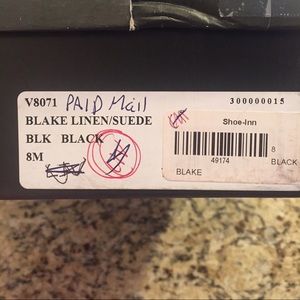 V8071 PAID Mail
300000015
BLAKE LINEN/SUEDE
BLK BLACK
8M
Shoe-Inn
49174
8
BLACK
BLAKE